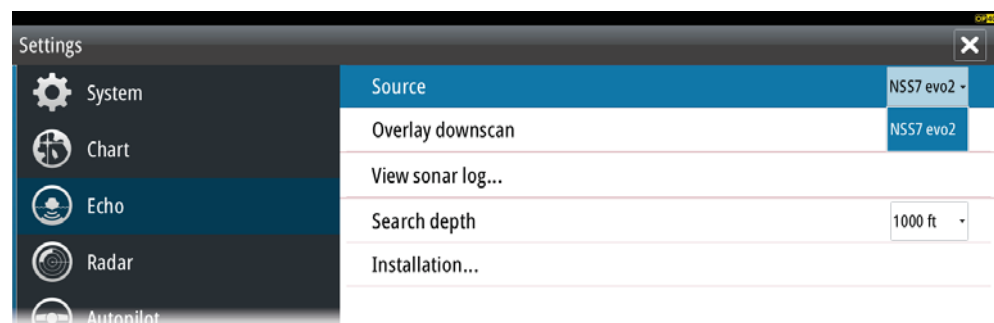 Settings
System
Chart
Echo
Radar
Autopilot
Source NSS7 evo2
NSS7 evo2
Overlay downscan
View sonar log...
Search depth 1000 ft
Installation...